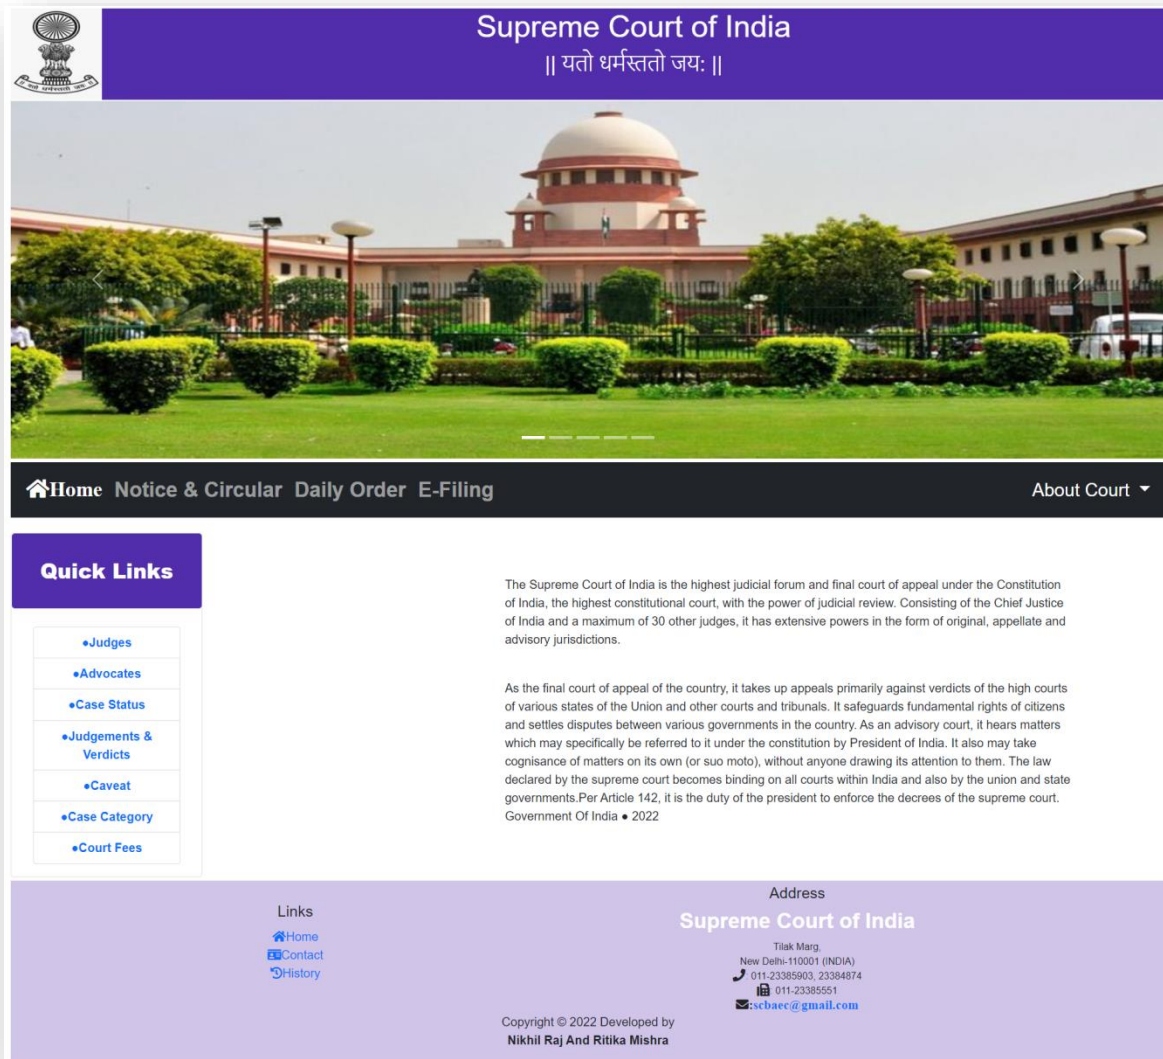 Supreme Court of India
|| यतो धर्मस्ततो जय: ||
Home Notice & Circular Daily Order E-Filing About Court
Quick Links
●Judges
●Advocates
●Case Status
●Judgements &
Verdicts
●Caveat
●Case Category
●Court Fees
The Supreme Court of India is the highest judicial forum and final court of appeal under the Constitution
of India, the highest constitutional court, with the power of judicial review. Consisting of the Chief Justice
of India and a maximum of 30 other judges, it has extensive powers in the form of original, appellate and
advisory jurisdictions.
As the final court of appeal of the country, it takes up appeals primarily against verdicts of the high courts
of various states of the Union and other courts and tribunals. It safeguards fundamental rights of citizens
and settles disputes between various governments in the country. As an advisory court, it hears matters
which may specifically be referred to it under the constitution by President of India. It also may take
cognisance of matters on its own (or suo moto), without anyone drawing its attention to them. The law
declared by the supreme court becomes binding on all courts within India and also by the union and state
governments.Per Article 142, it is the duty of the president to enforce the decrees of the supreme court.
Government Of India ● 2022
Links
Home
Contact
History
Address
Supreme Court of India
Tilak Marg,
New Delhi-110001 (INDIA)
011-23385903, 23384874
: 011-23385551
:scbaec@gmail.com
Copyright © 2022 Developed by
Nikhil Raj And Ritika Mishra